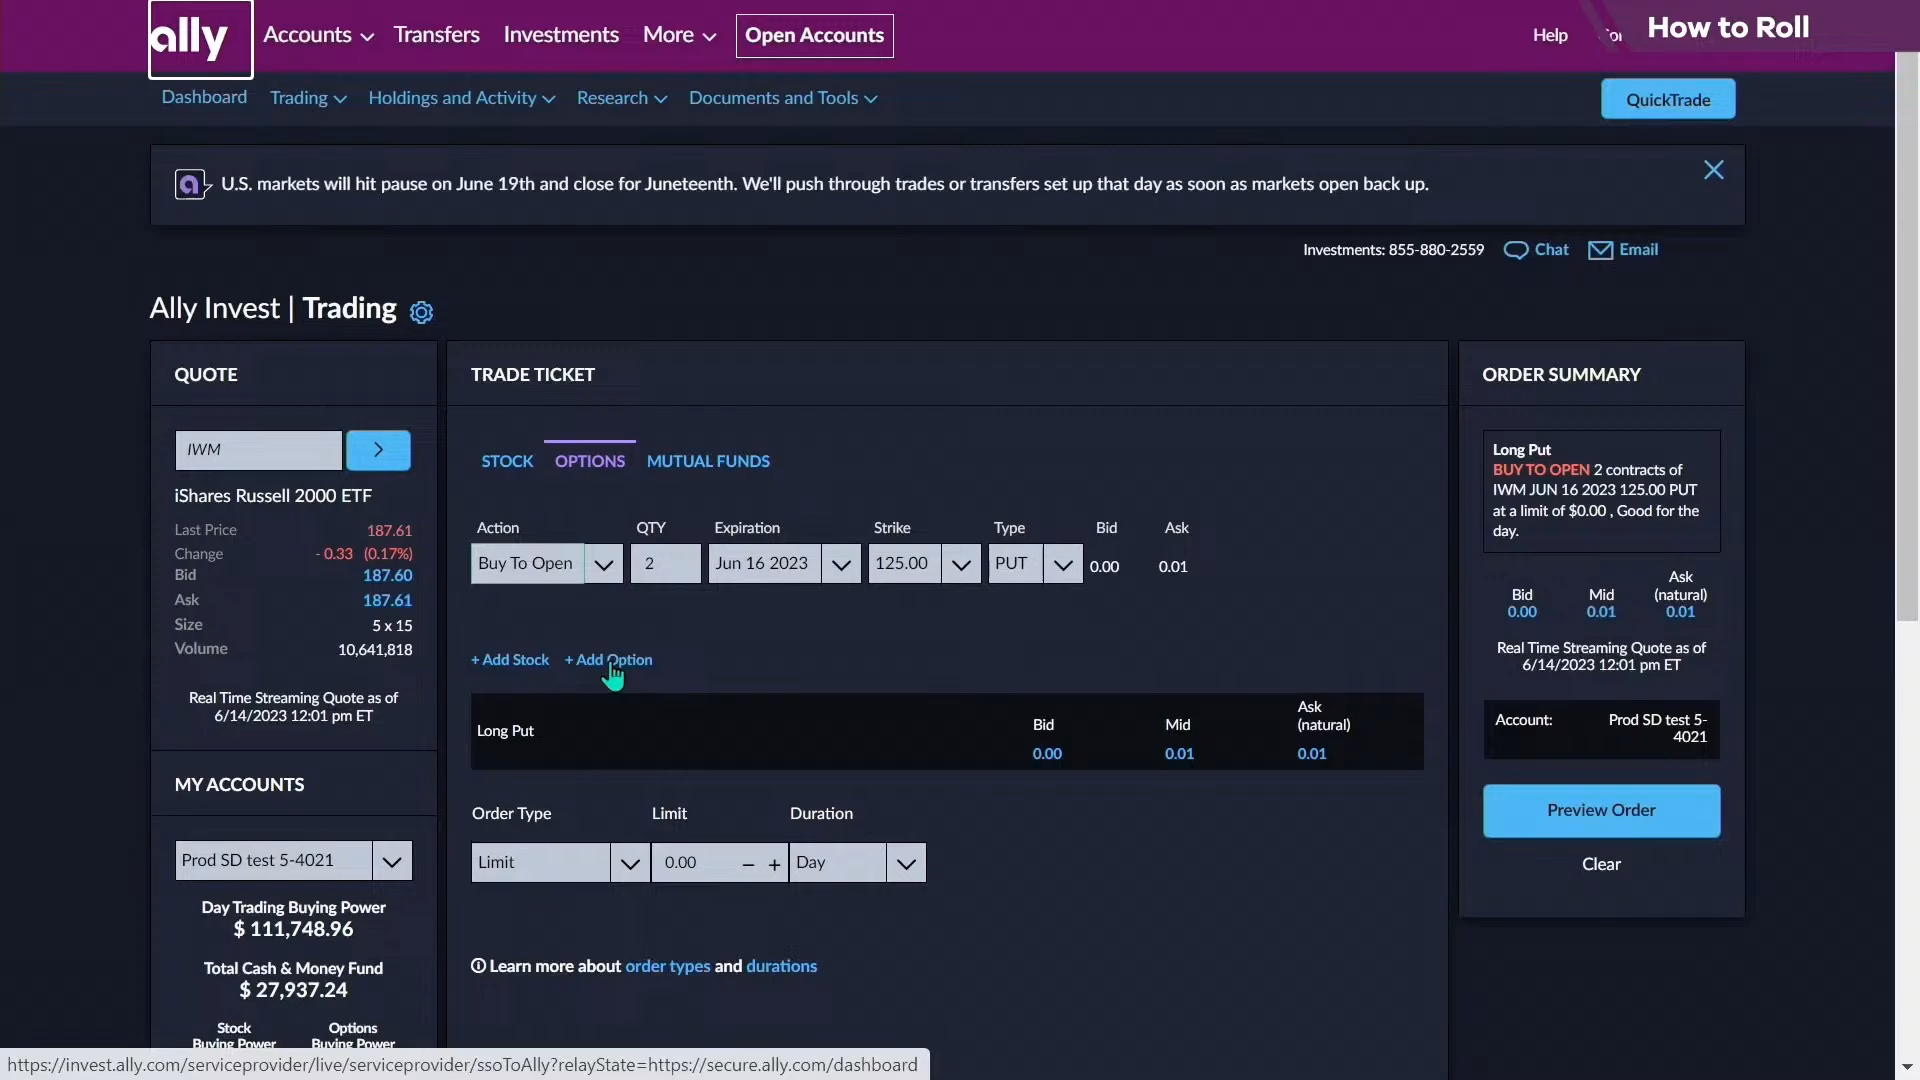 ally
Accounts
Transfers
Investments
More
Open Accounts
Help
How to Roll
Dashboard
Trading
Holdings and Activity
Research
Documents and Tools
QuickTrade
U.S. markets will hit pause on June 19th and close for Juneteenth. We'll push through trades or transfers set up that day as soon as markets open back up.
Investments: 855-880-2559
Chat
Email
Ally Invest | Trading
QUOTE
IWM
iShares Russell 2000 ETF
Last Price 187.61
Change - 0.33 (0.17%)
Bid 187.60
Ask 187.61
Size 5 x 15
Volume 10,641,818
Real Time Streaming Quote as of
6/14/2023 12:01 pm ET
MY ACCOUNTS
Prod SD test 5-4021
Day Trading Buying Power
$ 111,748.96
Total Cash & Money Fund
$ 27,937.24
Stock Options
Buying Power Buying Power
TRADE TICKET
STOCK OPTIONS MUTUAL FUNDS
Action QTY Expiration Strike Type Bid Ask
Buy To Open 2 Jun 16 2023 125.00 PUT 0.00 0.01
+ Add Stock + Add Option
Long Put
Bid Mid Ask
(natural)
0.00 0.01 0.01
Order Type Limit Duration
Limit 0.00 − + Day
Learn more about order types and durations
ORDER SUMMARY
Long Put
BUY TO OPEN 2 contracts of
IWM JUN 16 2023 125.00 PUT
at a limit of $0.00 , Good for the
day.
Bid Mid Ask
(natural)
0.00 0.01 0.01
Real Time Streaming Quote as of
6/14/2023 12:01 pm ET
Account: Prod SD test 5-
4021
Preview Order
Clear
https://invest.ally.com/serviceprovider/live/serviceprovider/ssoToAlly?relayState=https://secure.ally.com/dashboard